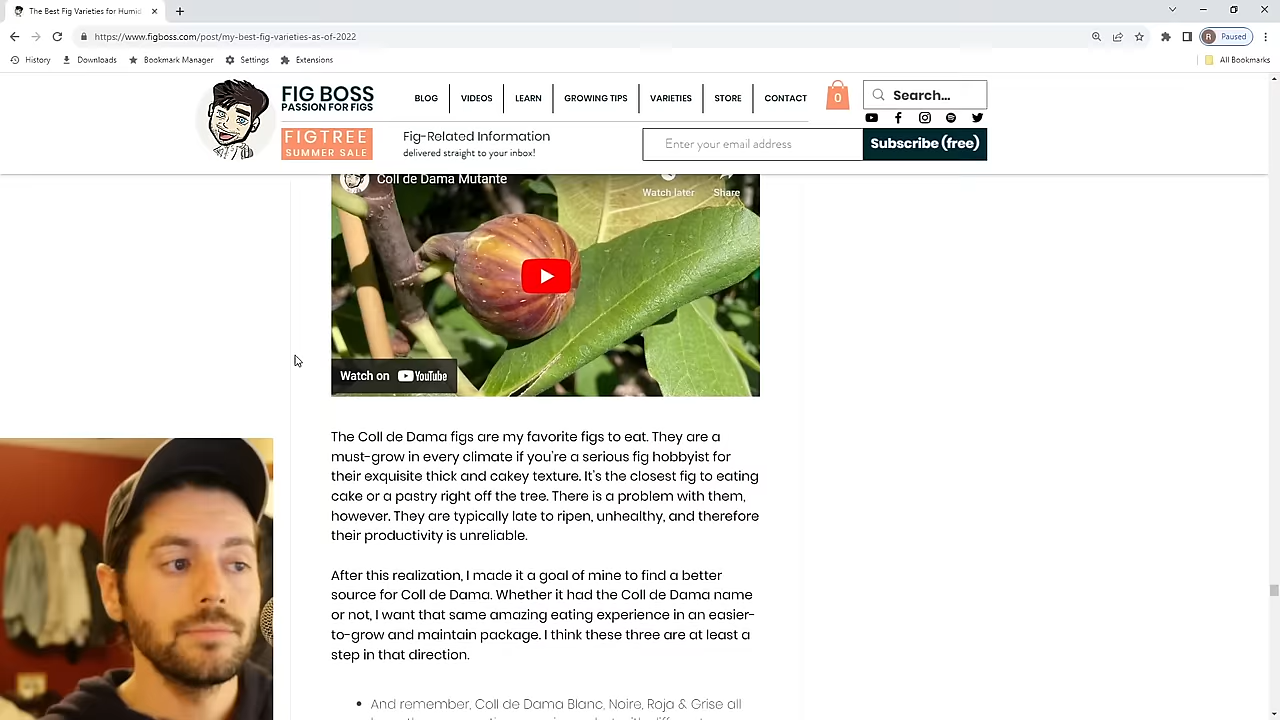 The Best Fig Varieties for Humid
https://www.figboss.com/post/my-best-fig-varieties-as-of-2022
R Paused
History Downloads Bookmark Manager Settings Extensions All Bookmarks
FIG BOSS
PASSION FOR FIGS
BLOG VIDEOS LEARN GROWING TIPS VARIETIES STORE CONTACT
0
Search...
FIGTREE
SUMMER SALE
Fig-Related Information
delivered straight to your inbox!
Enter your email address
Subscribe (free)
Coll de Dama Mutante
Watch later Share
Watch on YouTube
The Coll de Dama figs are my favorite figs to eat. They are a
must-grow in every climate if you're a serious fig hobbyist for
their exquisite thick and cakey texture. It's the closest fig to eating
cake or a pastry right off the tree. There is a problem with them,
however. They are typically late to ripen, unhealthy, and therefore
their productivity is unreliable.
After this realization, I made it a goal of mine to find a better
source for Coll de Dama. Whether it had the Coll de Dama name
or not, I want that same amazing eating experience in an easier-
to-grow and maintain package. I think these three are at least a
step in that direction.
And remember, Coll de Dama Blanc, Noire, Roja & Grise all